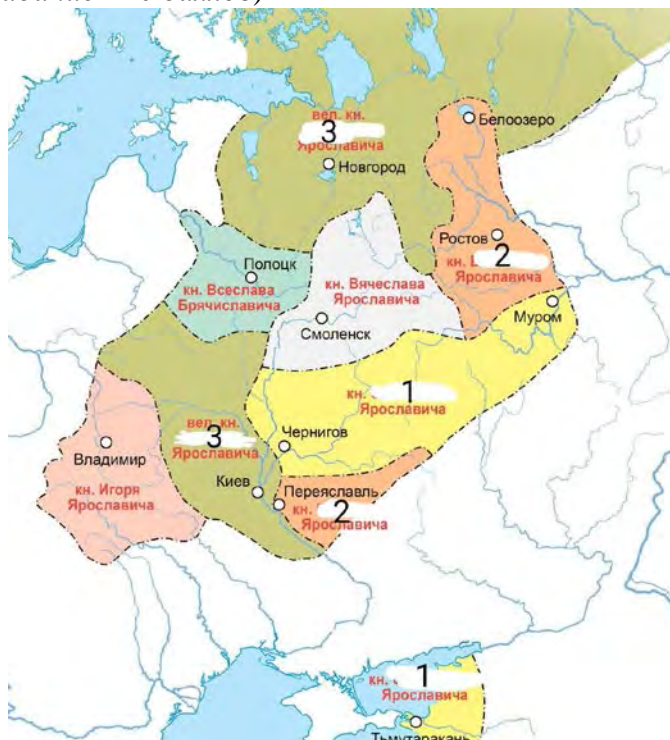 вел. кн.
3
Ярославича
Белоозеро
Новгород
Ростов
2
кн.
Ярославича
Полоцк
кн. Всеслава
Брячиславича
кн. Вячеслава
Ярославича
Смоленск
Муром
1
кн.
Ярославича
вел. кн.
3
Ярославича
Чернигов
Владимир
кн. Игоря
Ярославича
Киев
Переяславль
кн. 2
Ярославича
кн. 1
Ярославича
Тьмутаракань